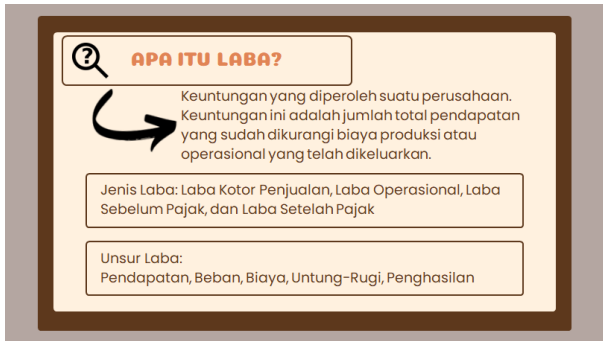 APA ITU LABA?
Keuntungan yang diperoleh suatu perusahaan.
Keuntungan ini adalah jumlah total pendapatan
yang sudah dikurangi biaya produksi atau
operasional yang telah dikeluarkan.
Jenis Laba: Laba Kotor Penjualan, Laba Operasional, Laba
Sebelum Pajak, dan Laba Setelah Pajak
Unsur Laba:
Pendapatan, Beban, Biaya, Untung-Rugi, Penghasilan